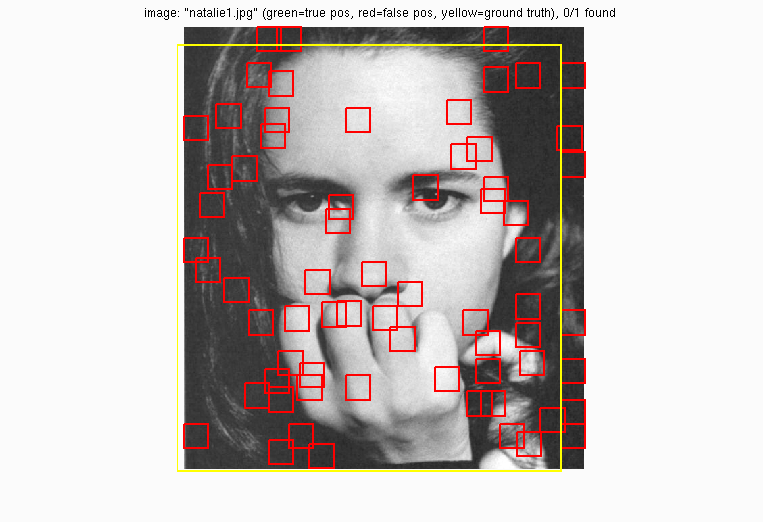 image: "natalie1.jpg" (green=true pos, red=false pos, yellow=ground truth), 0/1 found